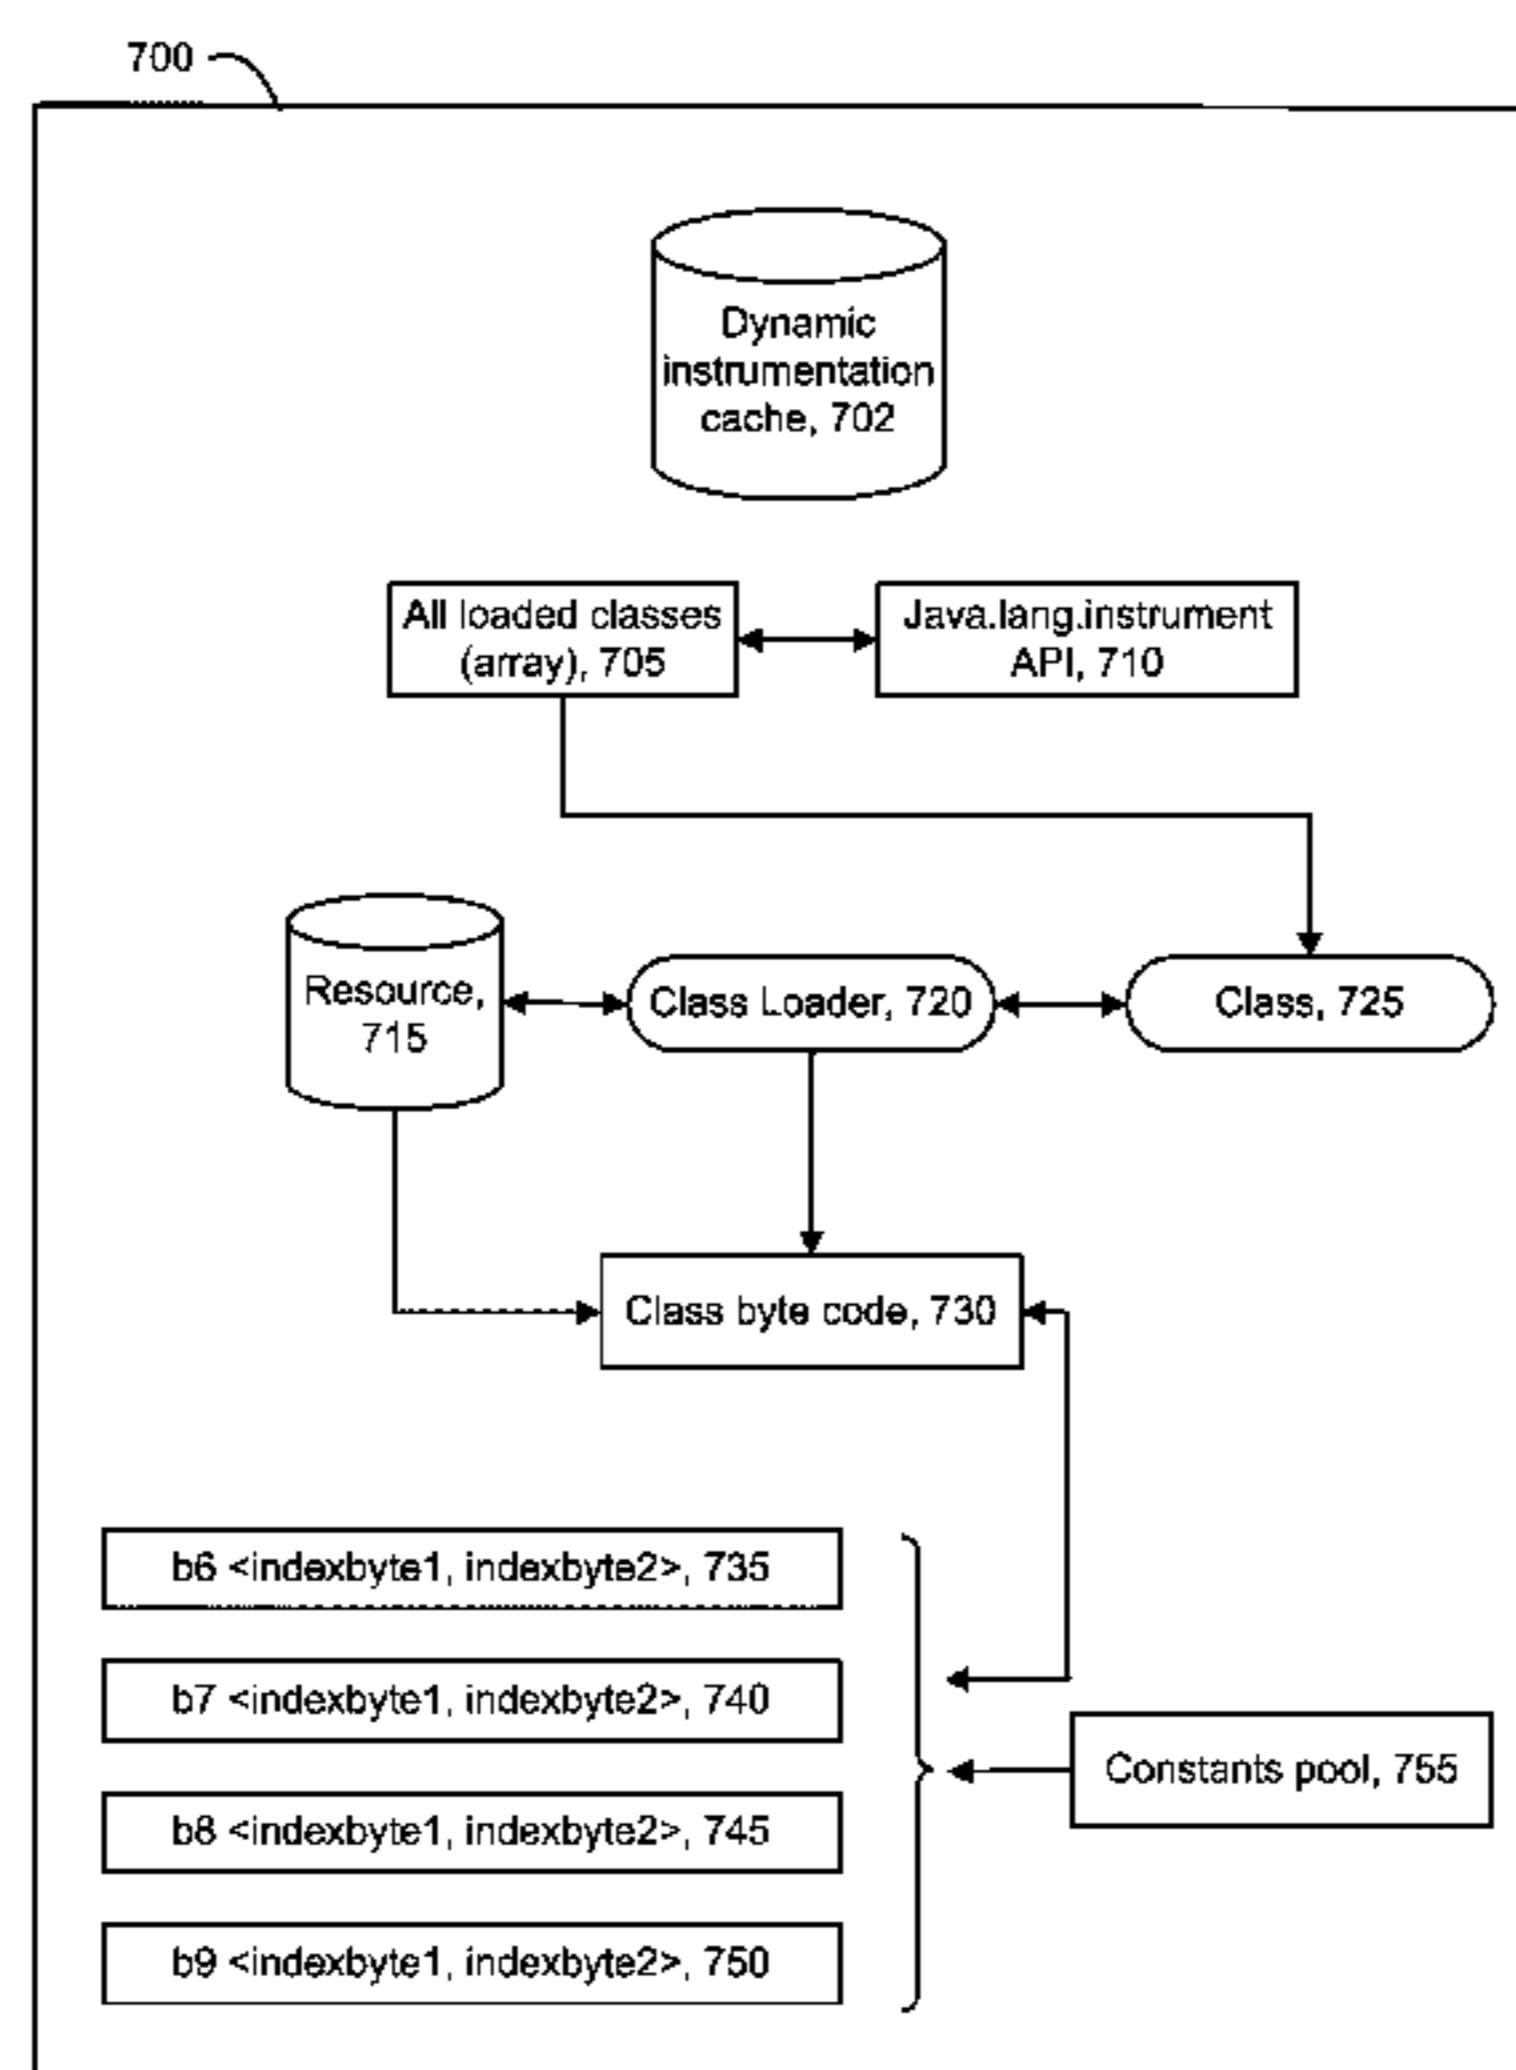 700
Dynamic
instrumentation
cache, 702
All loaded classes
(array), 705
Java.lang.instrument
API, 710
Resource,
715
Class Loader, 720
Class, 725
Class byte code, 730
b6 <indexbyte1, indexbyte2>, 735
b7 <indexbyte1, indexbyte2>, 740
b8 <indexbyte1, indexbyte2>, 745
b9 <indexbyte1, indexbyte2>, 750
Constants pool, 755